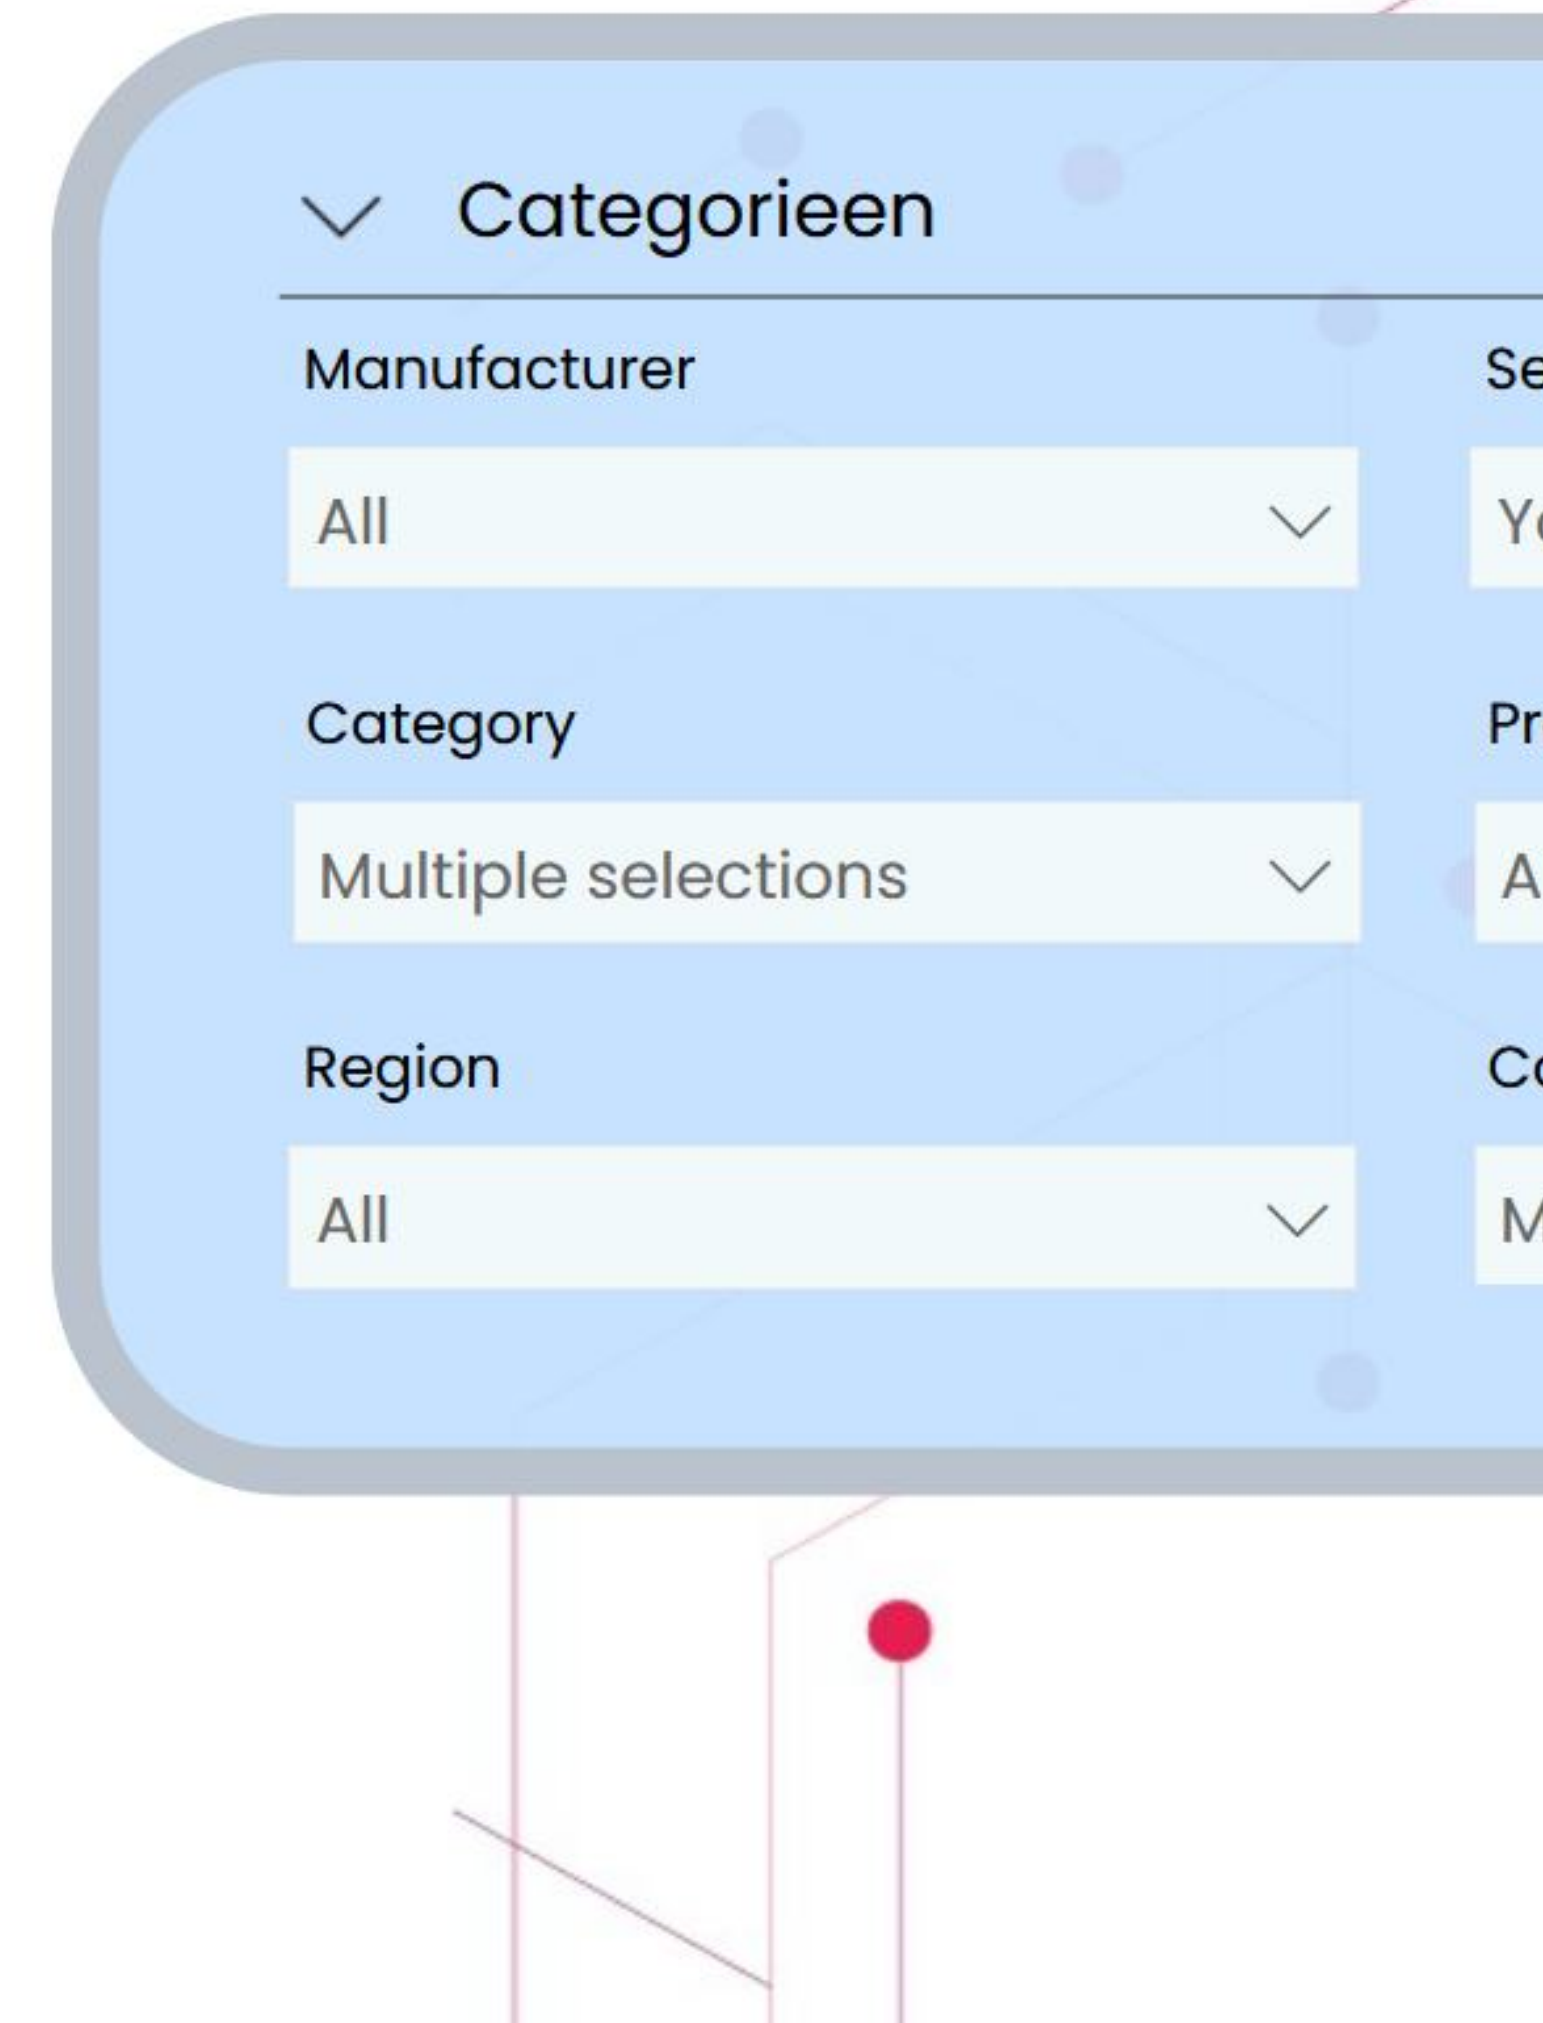 Categorieen
Manufacturer
All
Category
Multiple selections
Region
All